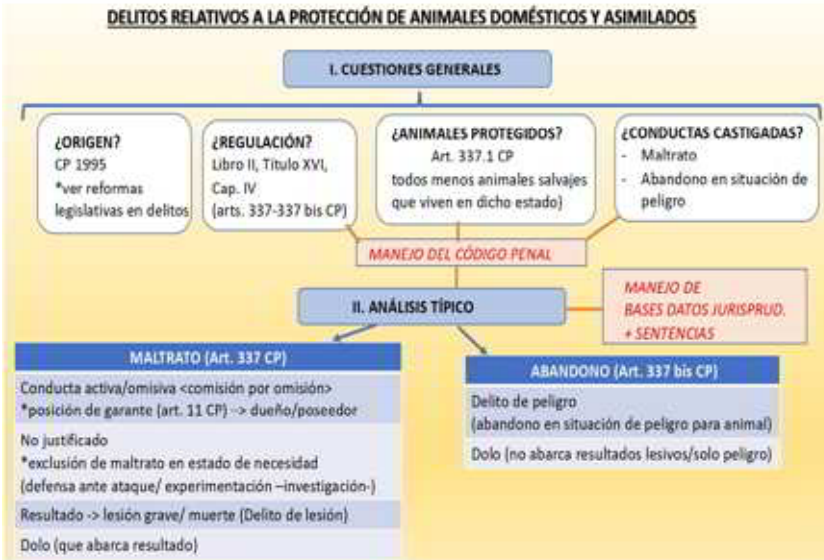 DELITOS RELATIVOS A LA PROTECCIÓN DE ANIMALES DOMÉSTICOS Y ASIMILADOS
I. CUESTIONES GENERALES
¿ORIGEN?
CP 1995
*ver reformas
legislativas en delitos
¿REGULACIÓN?
Libro II, Título XVI,
Cap. IV
(arts. 337-337 bis CP)
¿ANIMALES PROTEGIDOS?
Art. 337.1 CP
todos menos animales salvajes
que viven en dicho estado)
¿CONDUCTAS CASTIGADAS?
- Maltrato
- Abandono en situación de
peligro
MANEJO DEL CÓDIGO PENAL
II. ANÁLISIS TÍPICO
MANEJO DE
BASES DATOS JURISPRUD.
+ SENTENCIAS
MALTRATO (Art. 337 CP)
Conducta activa/omisiva <comisión por omisión>
*posición de garante (art. 11 CP) -> dueño/poseedor
No justificado
*exclusión de maltrato en estado de necesidad
(defensa ante ataque/ experimentación –investigación-)
Resultado -> lesión grave/ muerte (Delito de lesión)
Dolo (que abarca resultado)
ABANDONO (Art. 337 bis CP)
Delito de peligro
(abandono en situación de peligro para animal)
Dolo (no abarca resultados lesivos/solo peligro)